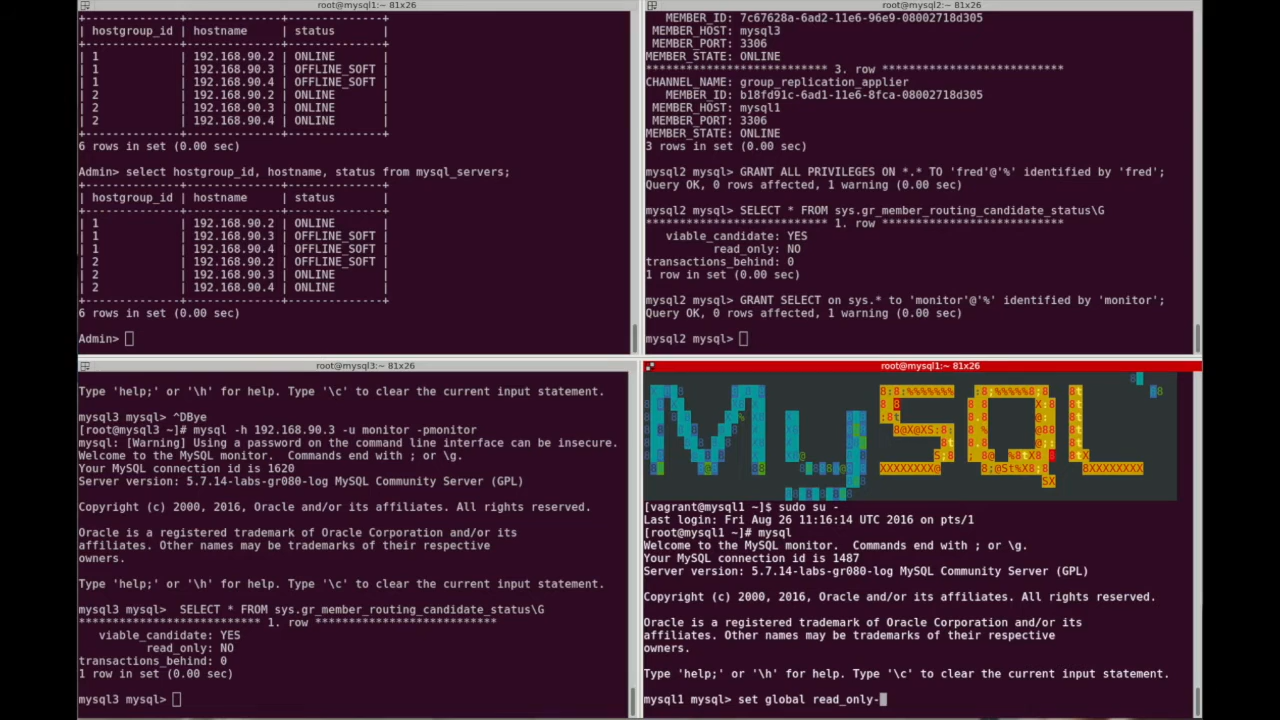 root@mysql1:~ 81x26
+--------------+--------------+--------------+
| hostgroup_id | hostname     | status       |
+--------------+--------------+--------------+
| 1            | 192.168.90.2 | ONLINE       |
| 1            | 192.168.90.3 | OFFLINE_SOFT |
| 1            | 192.168.90.4 | OFFLINE_SOFT |
| 2            | 192.168.90.2 | ONLINE       |
| 2            | 192.168.90.3 | ONLINE       |
| 2            | 192.168.90.4 | ONLINE       |
+--------------+--------------+--------------+
6 rows in set (0.00 sec)
Admin> select hostgroup_id, hostname, status from mysql_servers;
+--------------+--------------+--------------+
| hostgroup_id | hostname     | status       |
+--------------+--------------+--------------+
| 1            | 192.168.90.2 | ONLINE       |
| 1            | 192.168.90.3 | OFFLINE_SOFT |
| 1            | 192.168.90.4 | OFFLINE_SOFT |
| 2            | 192.168.90.2 | OFFLINE_SOFT |
| 2            | 192.168.90.3 | ONLINE       |
| 2            | 192.168.90.4 | ONLINE       |
+--------------+--------------+--------------+
6 rows in set (0.00 sec)
Admin>
root@mysql2:~ 81x26
MEMBER_ID: 7c67628a-6ad2-11e6-96e9-08002718d305
MEMBER_HOST: mysql3
MEMBER_PORT: 3306
MEMBER_STATE: ONLINE
*************************** 3. row ***************************
CHANNEL_NAME: group_replication_applier
MEMBER_ID: b18fd91c-6ad1-11e6-8fca-08002718d305
MEMBER_HOST: mysql1
MEMBER_PORT: 3306
MEMBER_STATE: ONLINE
3 rows in set (0.00 sec)
mysql2 mysql> GRANT ALL PRIVILEGES ON *.* TO 'fred'@'%' identified by 'fred';
Query OK, 0 rows affected, 1 warning (0.00 sec)
mysql2 mysql> SELECT * FROM sys.gr_member_routing_candidate_status\G
*************************** 1. row ***************************
viable_candidate: YES
read_only: NO
transactions_behind: 0
1 row in set (0.00 sec)
mysql2 mysql> GRANT SELECT on sys.* to 'monitor'@'%' identified by 'monitor';
Query OK, 0 rows affected, 1 warning (0.00 sec)
mysql2 mysql>
root@mysql3:~ 81x26
Type 'help;' or '\h' for help. Type '\c' to clear the current input statement.
mysql3 mysql> ^DBye
[root@mysql3 ~]# mysql -h 192.168.90.3 -u monitor -pmonitor
mysql: [Warning] Using a password on the command line interface can be insecure.
Welcome to the MySQL monitor.  Commands end with ; or \g.
Your MySQL connection id is 1620
Server version: 5.7.14-labs-gr080-log MySQL Community Server (GPL)
Copyright (c) 2000, 2016, Oracle and/or its affiliates. All rights reserved.
Oracle is a registered trademark of Oracle Corporation and/or its
affiliates. Other names may be trademarks of their respective
owners.
Type 'help;' or '\h' for help. Type '\c' to clear the current input statement.
mysql3 mysql>  SELECT * FROM sys.gr_member_routing_candidate_status\G
*************************** 1. row ***************************
viable_candidate: YES
read_only: NO
transactions_behind: 0
1 row in set (0.00 sec)
mysql3 mysql>
root@mysql1:~ 81x26
MySQL
[vagrant@mysql1 ~]$ sudo su -
Last login: Fri Aug 26 11:16:14 UTC 2016 on pts/1
[root@mysql1 ~]# mysql
Welcome to the MySQL monitor.  Commands end with ; or \g.
Your MySQL connection id is 1487
Server version: 5.7.14-labs-gr080-log MySQL Community Server (GPL)
Copyright (c) 2000, 2016, Oracle and/or its affiliates. All rights reserved.
Oracle is a registered trademark of Oracle Corporation and/or its
affiliates. Other names may be trademarks of their respective
owners.
Type 'help;' or '\h' for help. Type '\c' to clear the current input statement.
mysql1 mysql> set global read_only-